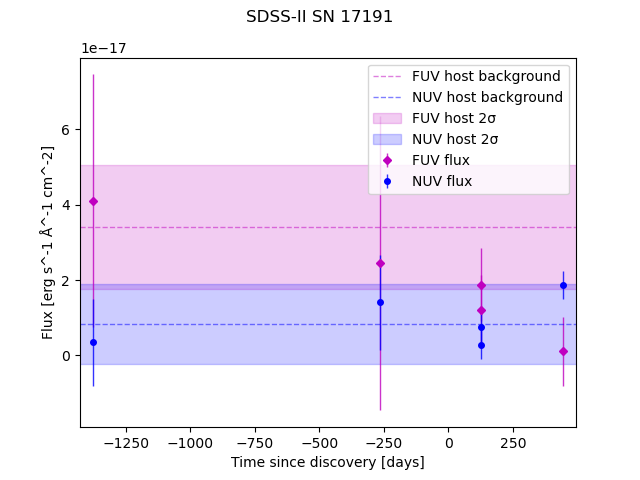 SDSS-II SN 17191
1e−17
FUV host background
NUV host background
FUV host 2σ
NUV host 2σ
FUV flux
NUV flux
6
4
2
0
Flux [erg s^-1 Å^-1 cm^-2]
−1250
−1000
−750
−500
−250
0
250
Time since discovery [days]